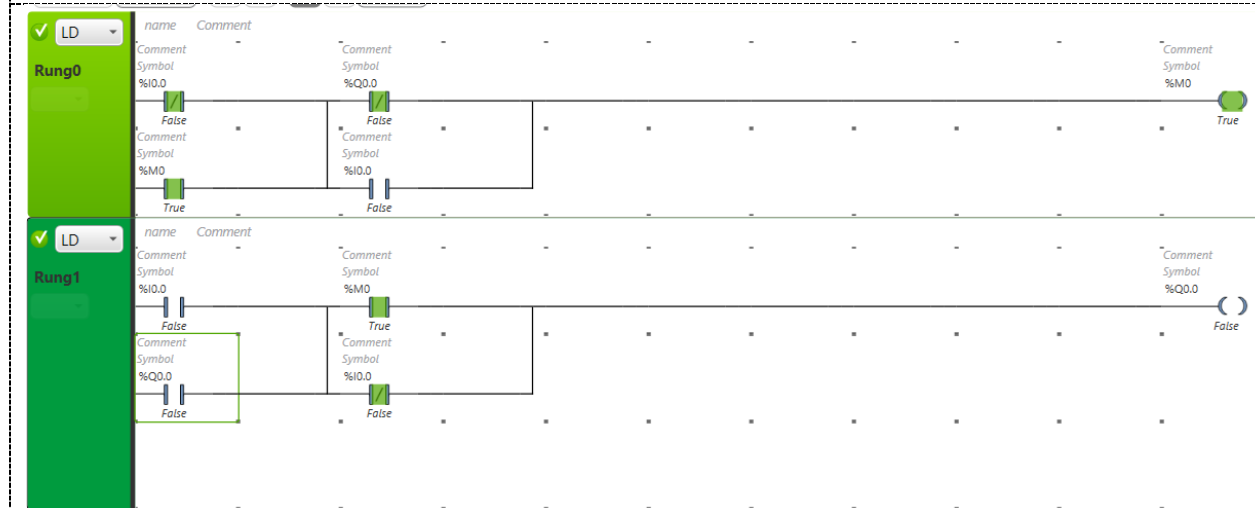 LD
name Comment
Rung0
Comment
Symbol
%I0.0
False
Comment
Symbol
%Q0.0
False
Comment
Symbol
%M0
True
Comment
Symbol
%M0
True
Comment
Symbol
%I0.0
False
LD
name Comment
Rung1
Comment
Symbol
%I0.0
False
Comment
Symbol
%M0
True
Comment
Symbol
%Q0.0
False
Comment
Symbol
%Q0.0
False
Comment
Symbol
%I0.0
False